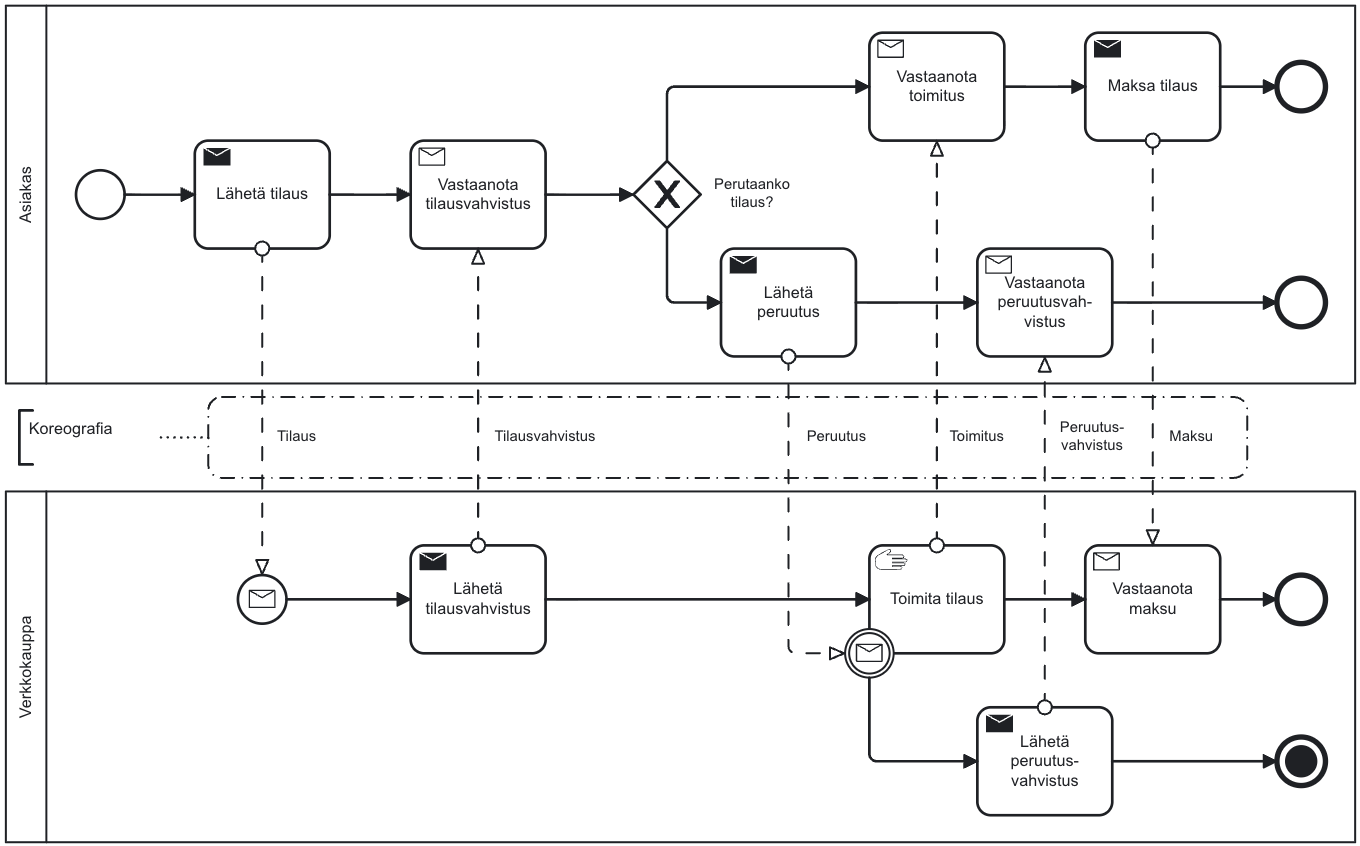 Asiakas
Vastaanota
toimitus
Maksa tilaus
Lähetä tilaus
Vastaanota
tilausvahvistus
Perutaanko
tilaus?
Lähetä
peruutus
Vastaanota
peruutusvah-
vistus
Koreografia
Tilaus
Tilausvahvistus
Peruutus
Toimitus
Peruutus-
vahvistus
Maksu
Verkkokauppa
Lähetä
tilausvahvistus
Toimita tilaus
Vastaanota
maksu
Lähetä
peruutus-
vahvistus